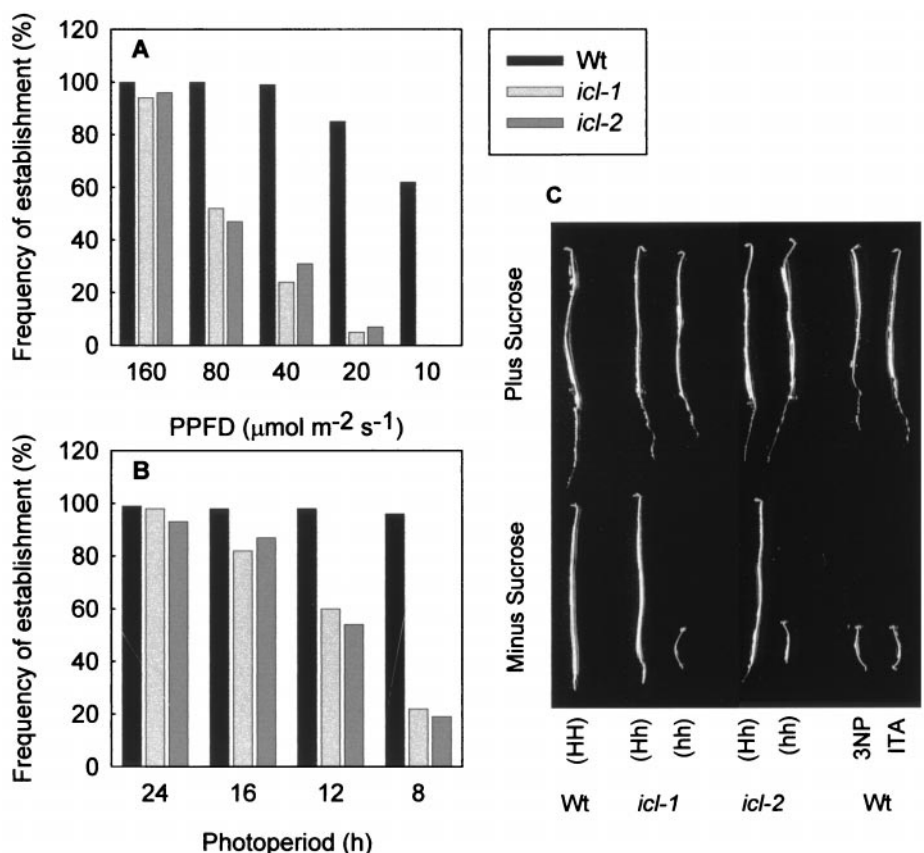 A
Frequency of establishment (%)
120
100
80
60
40
20
0
160 80 40 20 10
PPFD (μmol m-2 s-1)
Wt
icl-1
icl-2
B
Frequency of establishment (%)
120
100
80
60
40
20
0
24 16 12 8
Photoperiod (h)
C
Plus Sucrose
Minus Sucrose
(HH) (Hh) (hh) (Hh) (hh) 3NP ITA
Wt icl-1 icl-2 Wt